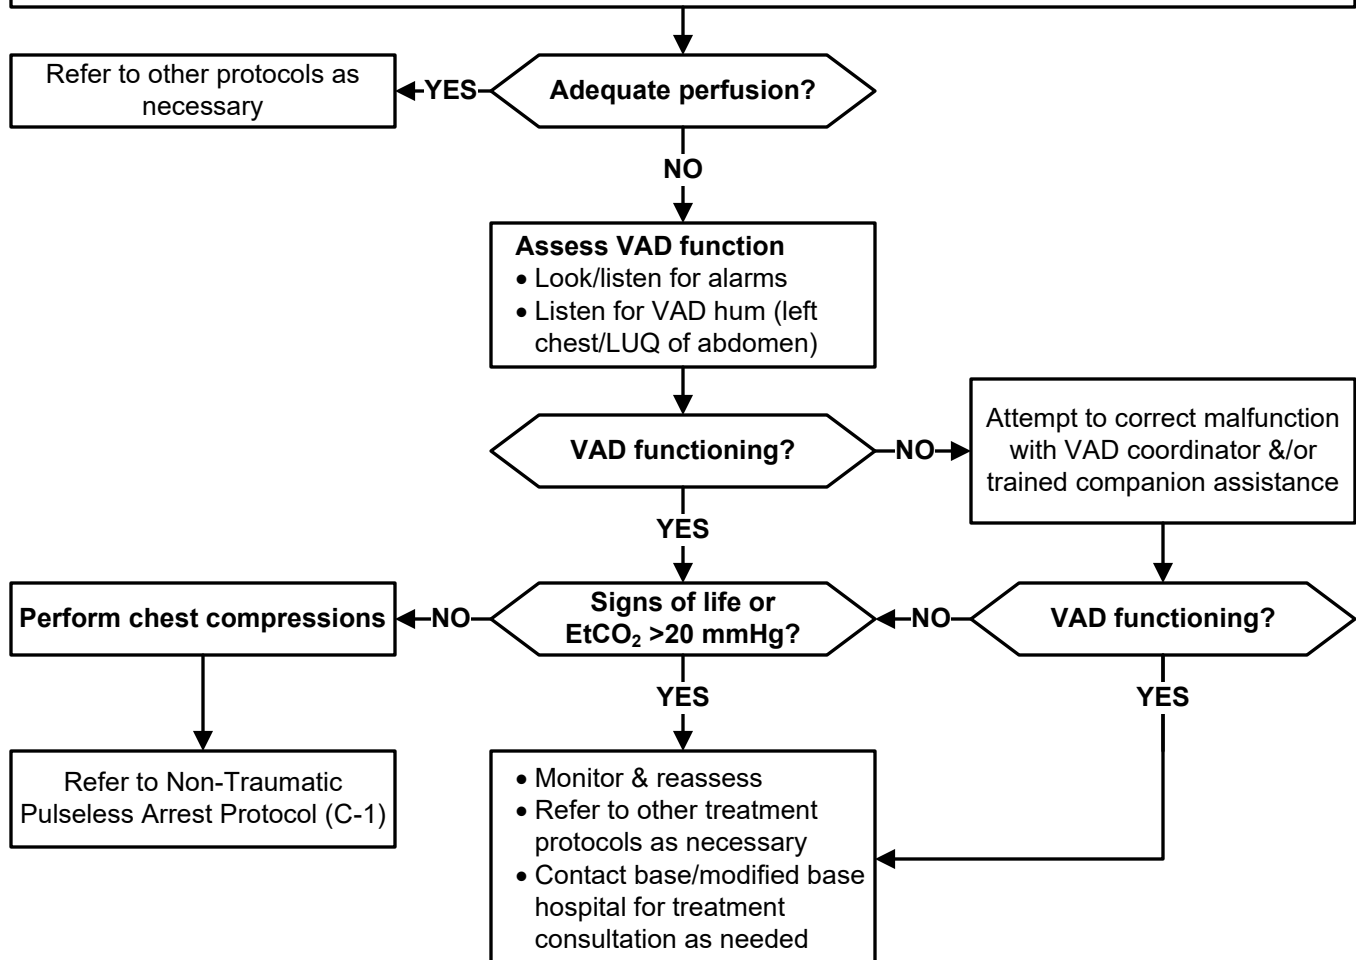 Adequate perfusion?
YES
Refer to other protocols as
necessary
NO
Assess VAD function
• Look/listen for alarms
• Listen for VAD hum (left
chest/LUQ of abdomen)
VAD functioning?
NO
Attempt to correct malfunction
with VAD coordinator &/or
trained companion assistance
YES
VAD functioning?
NO
YES
Signs of life or
EtCO₂ >20 mmHg?
NO
Perform chest compressions
Refer to Non-Traumatic
Pulseless Arrest Protocol (C-1)
YES
• Monitor & reassess
• Refer to other treatment
protocols as necessary
• Contact base/modified base
hospital for treatment
consultation as needed